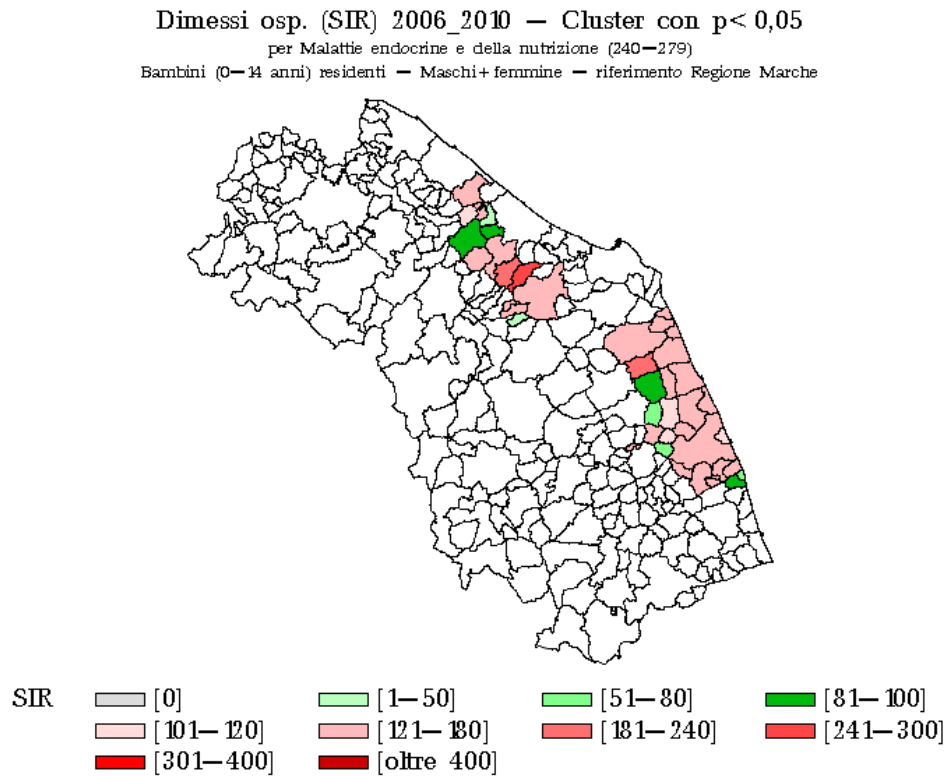 Dimessi osp. (SIR) 2006_2010 — Cluster con p< 0,05
per Malattie endocrine e della nutrizione (240—279)
Bambini (0—14 anni) residenti — Maschi+femmine — riferimento Regione Marche
SIR [0] [1—50] [51—80] [81—100]
[101—120] [121—180] [181—240] [241—300]
[301—400] [oltre 400]